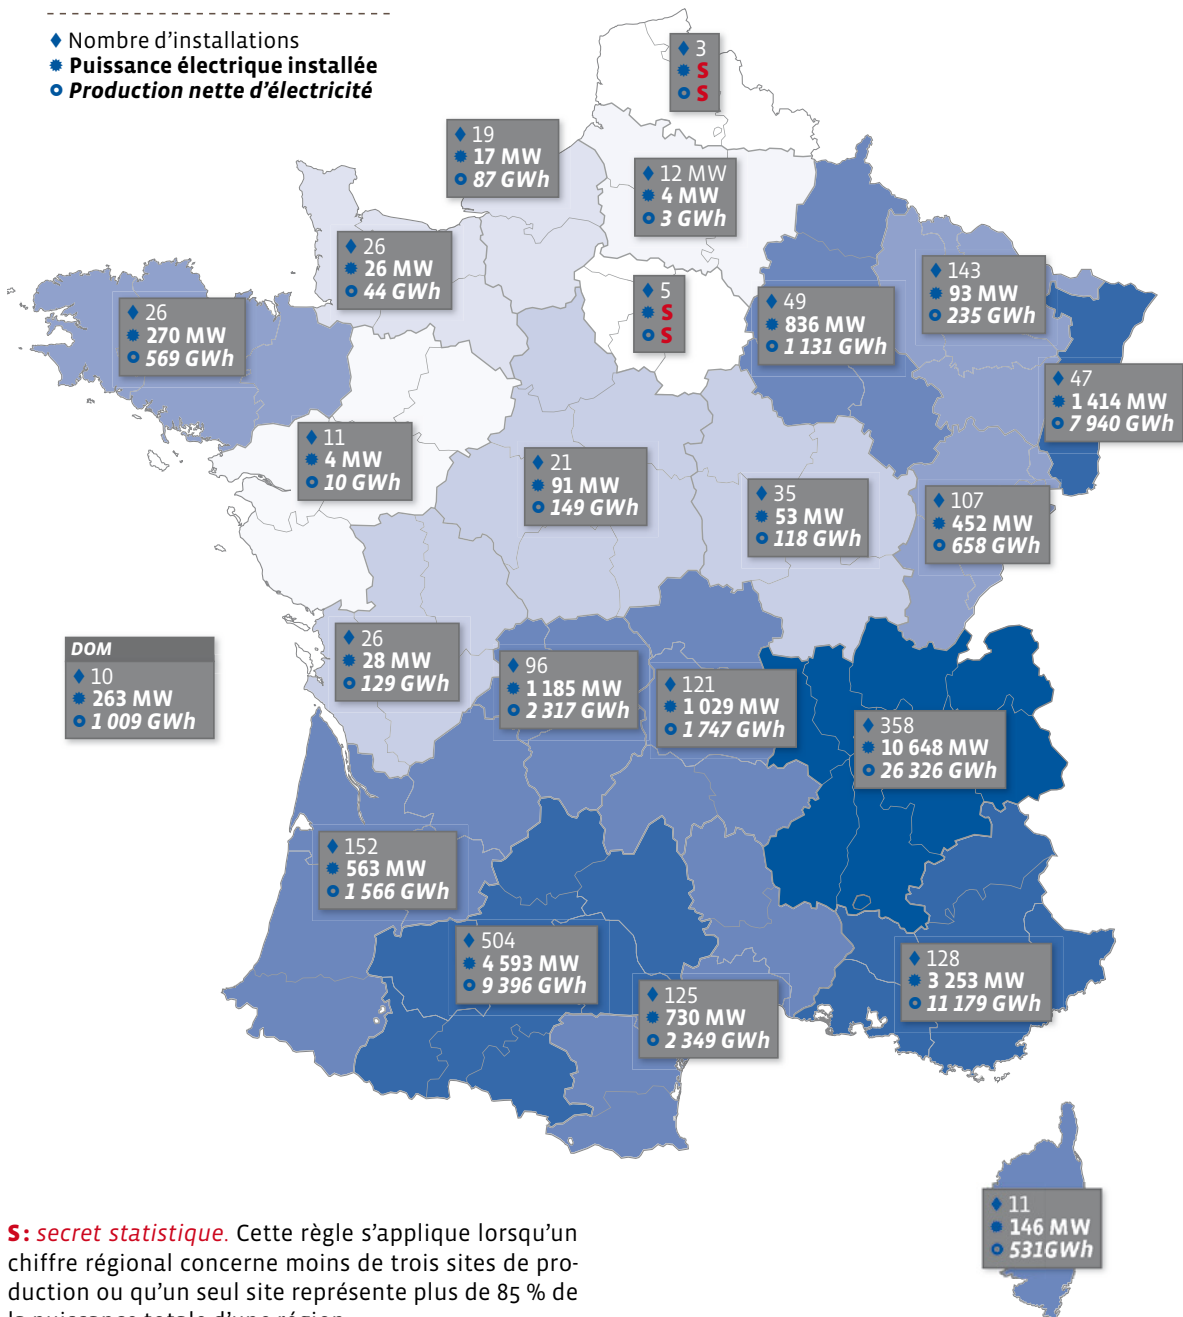 Nombre d'installations
Puissance électrique installée
Production nette d'électricité
3
S
S
19
17 MW
87 GWh
12 MW
4 MW
3 GWh
26
26 MW
44 GWh
143
93 MW
235 GWh
5
S
S
49
836 MW
1 131 GWh
26
270 MW
569 GWh
47
1 414 MW
7 940 GWh
11
4 MW
10 GWh
21
91 MW
149 GWh
35
53 MW
118 GWh
107
452 MW
658 GWh
26
28 MW
129 GWh
DOM
10
263 MW
1 009 GWh
96
1 185 MW
2 317 GWh
121
1 029 MW
1 747 GWh
358
10 648 MW
26 326 GWh
152
563 MW
1 566 GWh
504
4 593 MW
9 396 GWh
128
3 253 MW
11 179 GWh
125
730 MW
2 349 GWh
11
146 MW
531GWh
S: secret statistique. Cette règle s'applique lorsqu'un
chiffre régional concerne moins de trois sites de pro-
duction ou qu'un seul site représente plus de 85 % de
la puissance totale d'une région